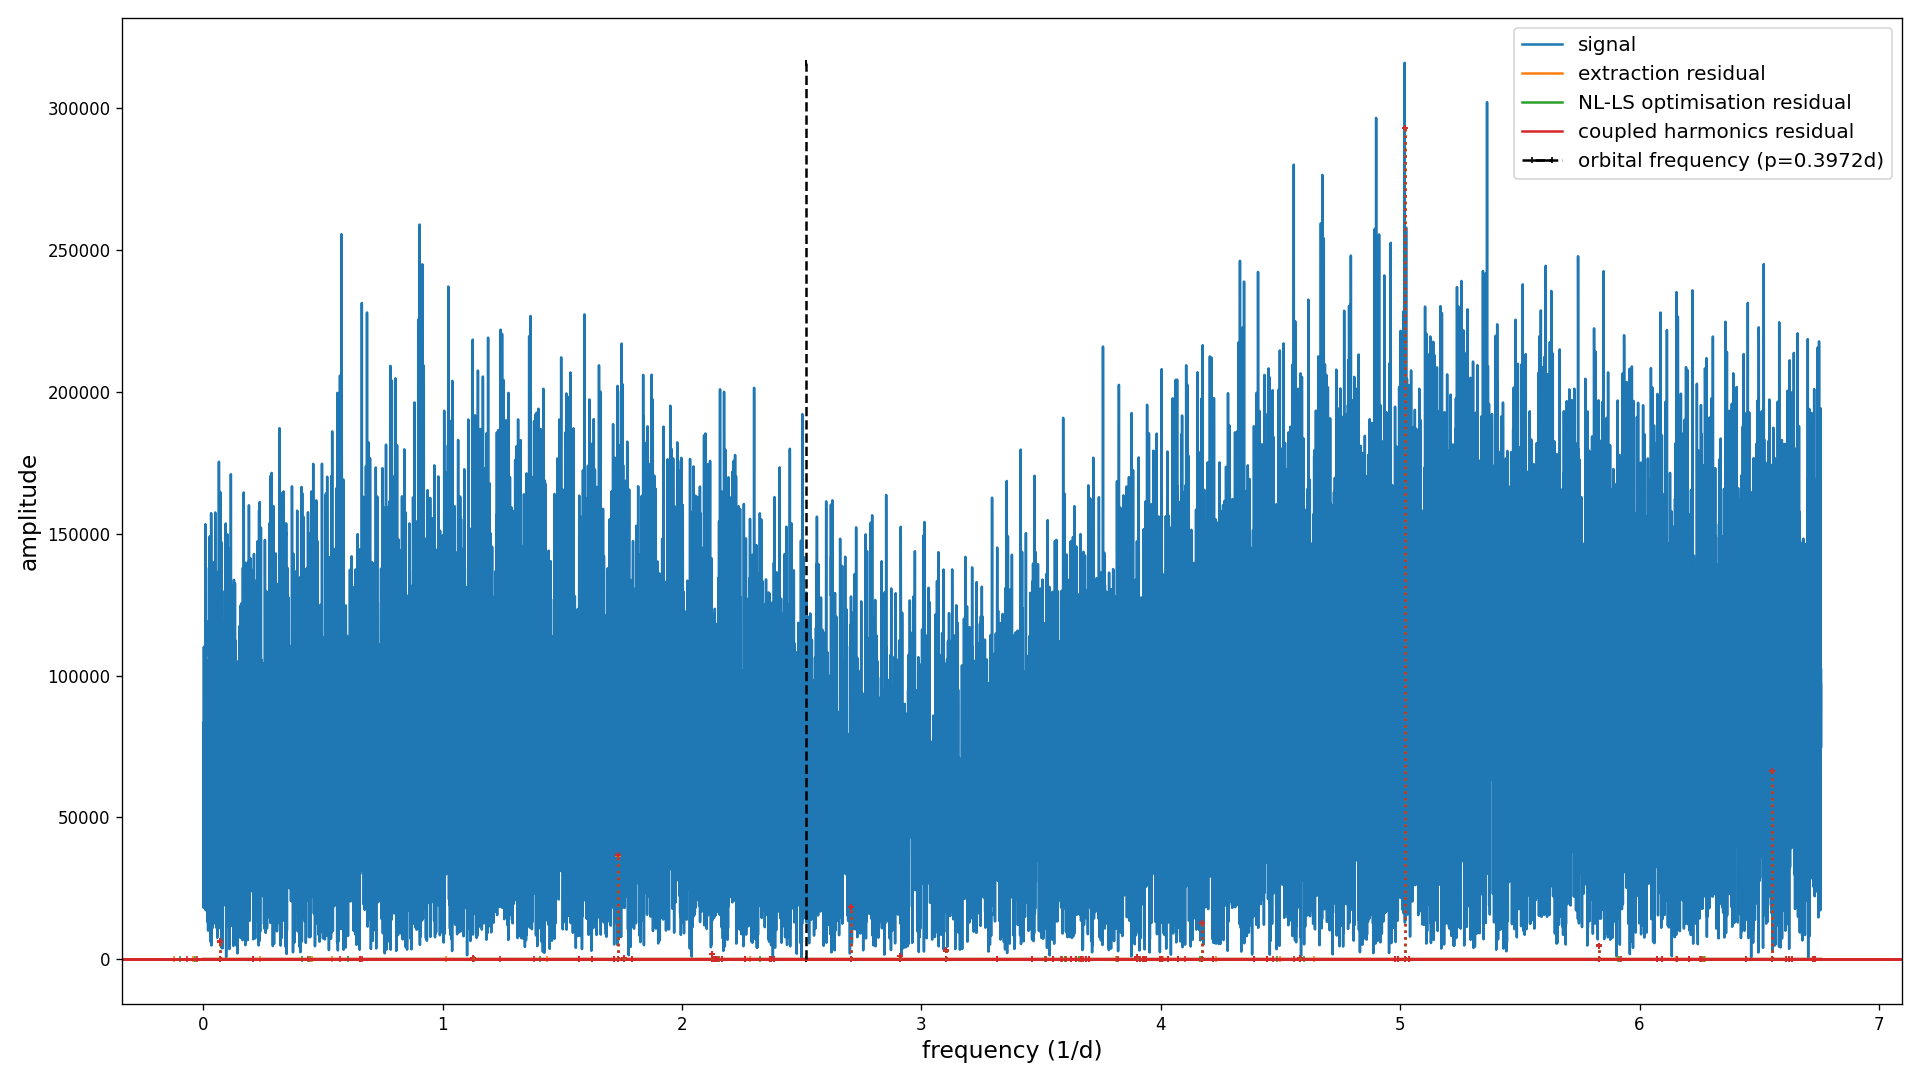 signal
extraction residual
NL-LS optimisation residual
coupled harmonics residual
orbital frequency (p=0.3972d)
300000
250000
200000
150000
100000
50000
0
amplitude
0 1 2 3 4 5 6 7
frequency (1/d)